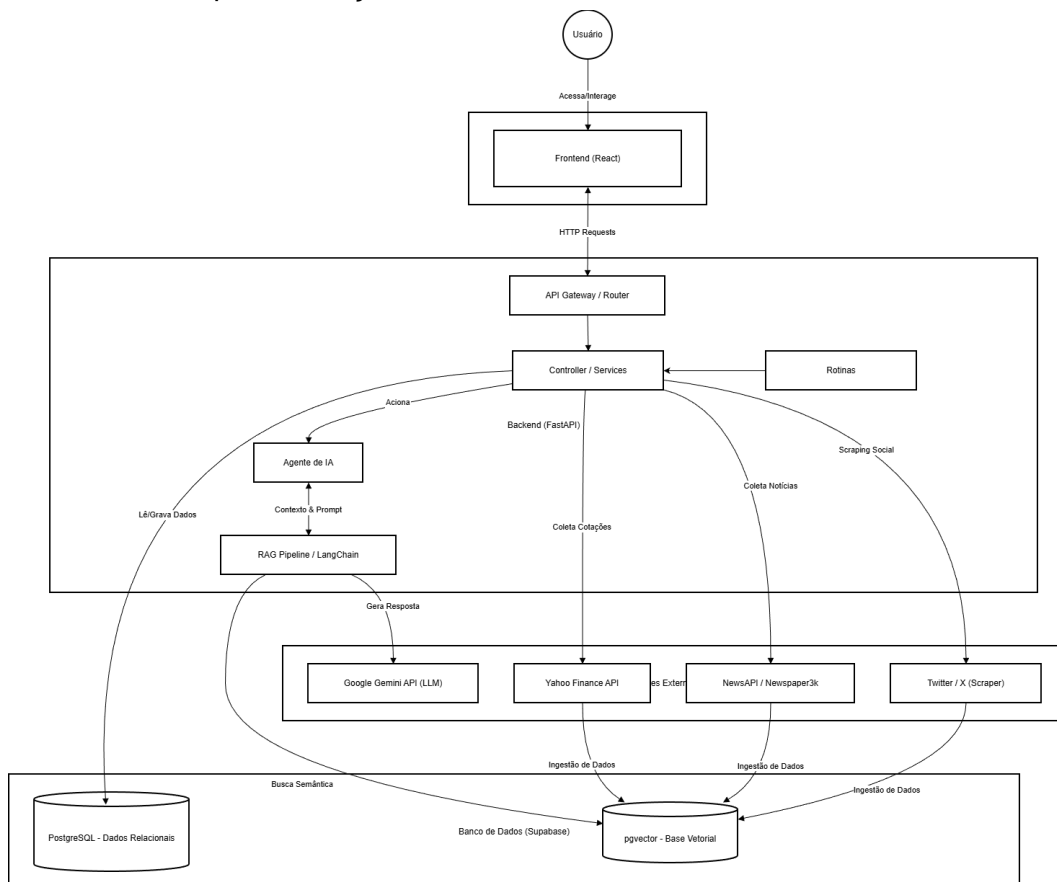 Usuário
Acessa/Interage
Frontend (React)
HTTP Requests
API Gateway / Router
Controller / Services
Rotinas
Aciona
Backend (FastAPI)
Scraping Social
Agente de IA
Coleta Notícias
Contexto & Prompt
Lê/Grava Dados
Coleta Cotações
RAG Pipeline / LangChain
Gera Resposta
Google Gemini API (LLM)
Yahoo Finance API
es Extern
NewsAPI / Newspaper3k
Twitter / X (Scraper)
Ingestão de Dados
Ingestão de Dados
Busca Semântica
Ingestão de Dados
PostgreSQL - Dados Relacionais
Banco de Dados (Supabase)
pgvector - Base Vetorial